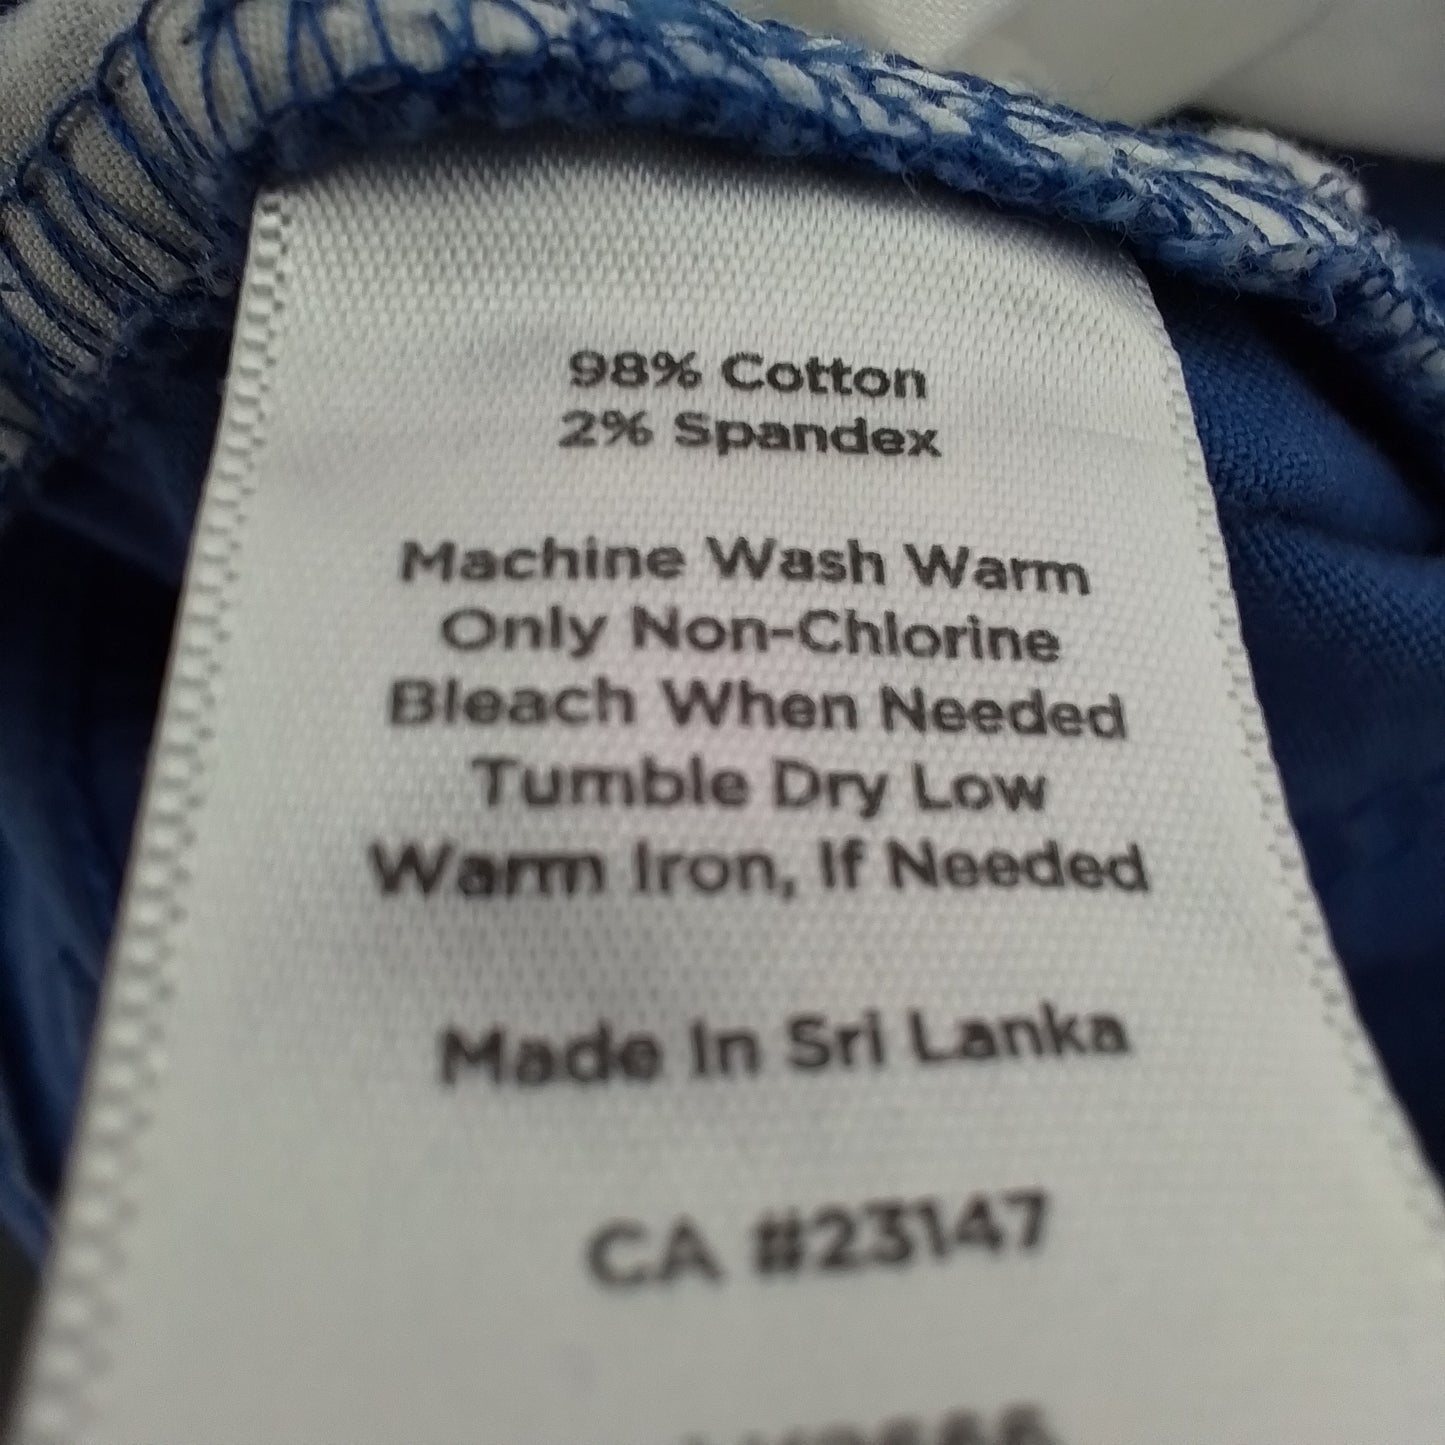 98% Cotton
2% Spandex
Machine Wash Warm
Only Non-Chlorine
Bleach When Needed
Tumble Dry Low
Warm Iron, If Needed
Made In Sri Lanka
CA #23147